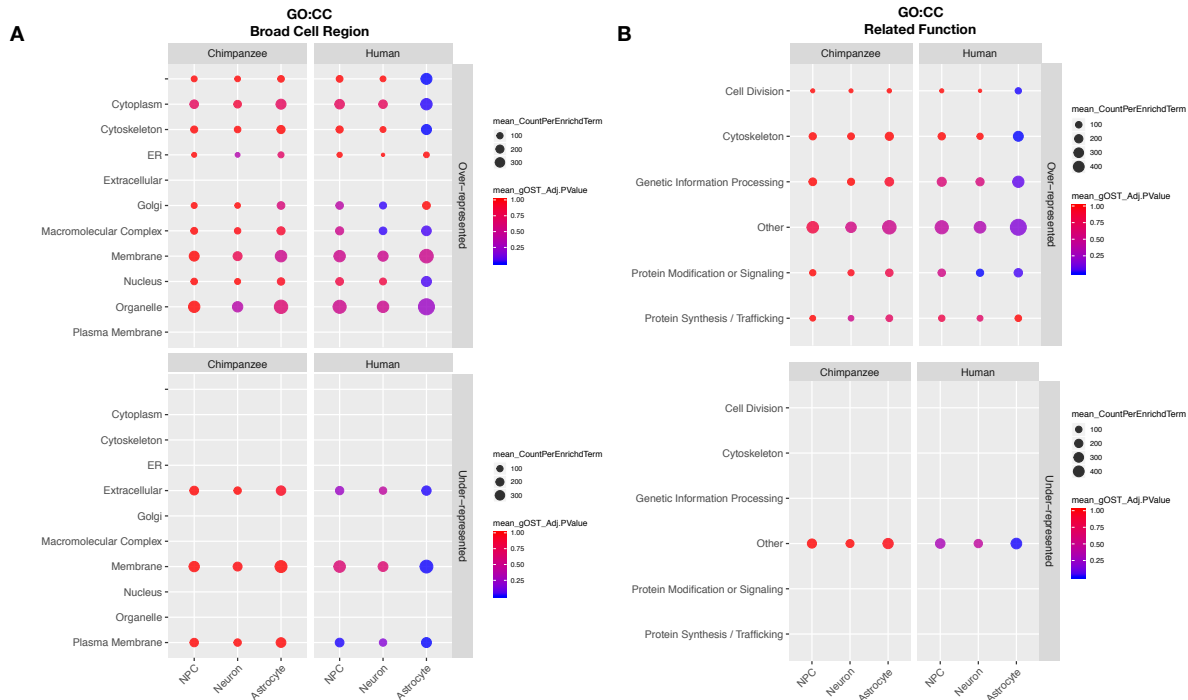 A
GO:CC
Broad Cell Region
Chimpanzee
Human
Cytoplasm
Cytoskeleton
ER
Extracellular
Golgi
Macromolecular Complex
Membrane
Nucleus
Organelle
Plasma Membrane
Over-represented
mean_CountPerEnrichdTerm
100
200
300
mean_gOST_Adj.PValue
1.00
0.75
0.50
0.25
Chimpanzee
Human
Cytoplasm
Cytoskeleton
ER
Extracellular
Golgi
Macromolecular Complex
Membrane
Nucleus
Organelle
Plasma Membrane
Under-represented
NPC
Neuron
Astrocyte
NPC
Neuron
Astrocyte
mean_CountPerEnrichdTerm
100
200
300
mean_gOST_Adj.PValue
1.00
0.75
0.50
0.25
B
GO:CC
Related Function
Chimpanzee
Human
Cell Division
Cytoskeleton
Genetic Information Processing
Other
Protein Modification or Signaling
Protein Synthesis / Trafficking
Over-represented
mean_CountPerEnrichdTerm
100
200
300
400
mean_gOST_Adj.PValue
1.00
0.75
0.50
0.25
Chimpanzee
Human
Cell Division
Cytoskeleton
Genetic Information Processing
Other
Protein Modification or Signaling
Protein Synthesis / Trafficking
Under-represented
NPC
Neuron
Astrocyte
NPC
Neuron
Astrocyte
mean_CountPerEnrichdTerm
100
200
300
400
mean_gOST_Adj.PValue
1.00
0.75
0.50
0.25